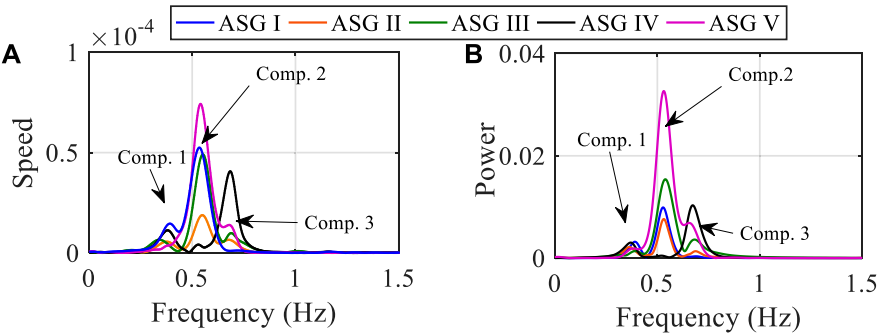 ASG I ASG II ASG III ASG IV ASG V
A
×10⁻⁴
1
0.5
0
Speed
Comp. 1
Comp. 2
Comp. 3
0 0.5 1 1.5
Frequency (Hz)
B
0.04
0.02
0
Power
Comp. 1
Comp.2
Comp. 3
0 0.5 1 1.5
Frequency (Hz)